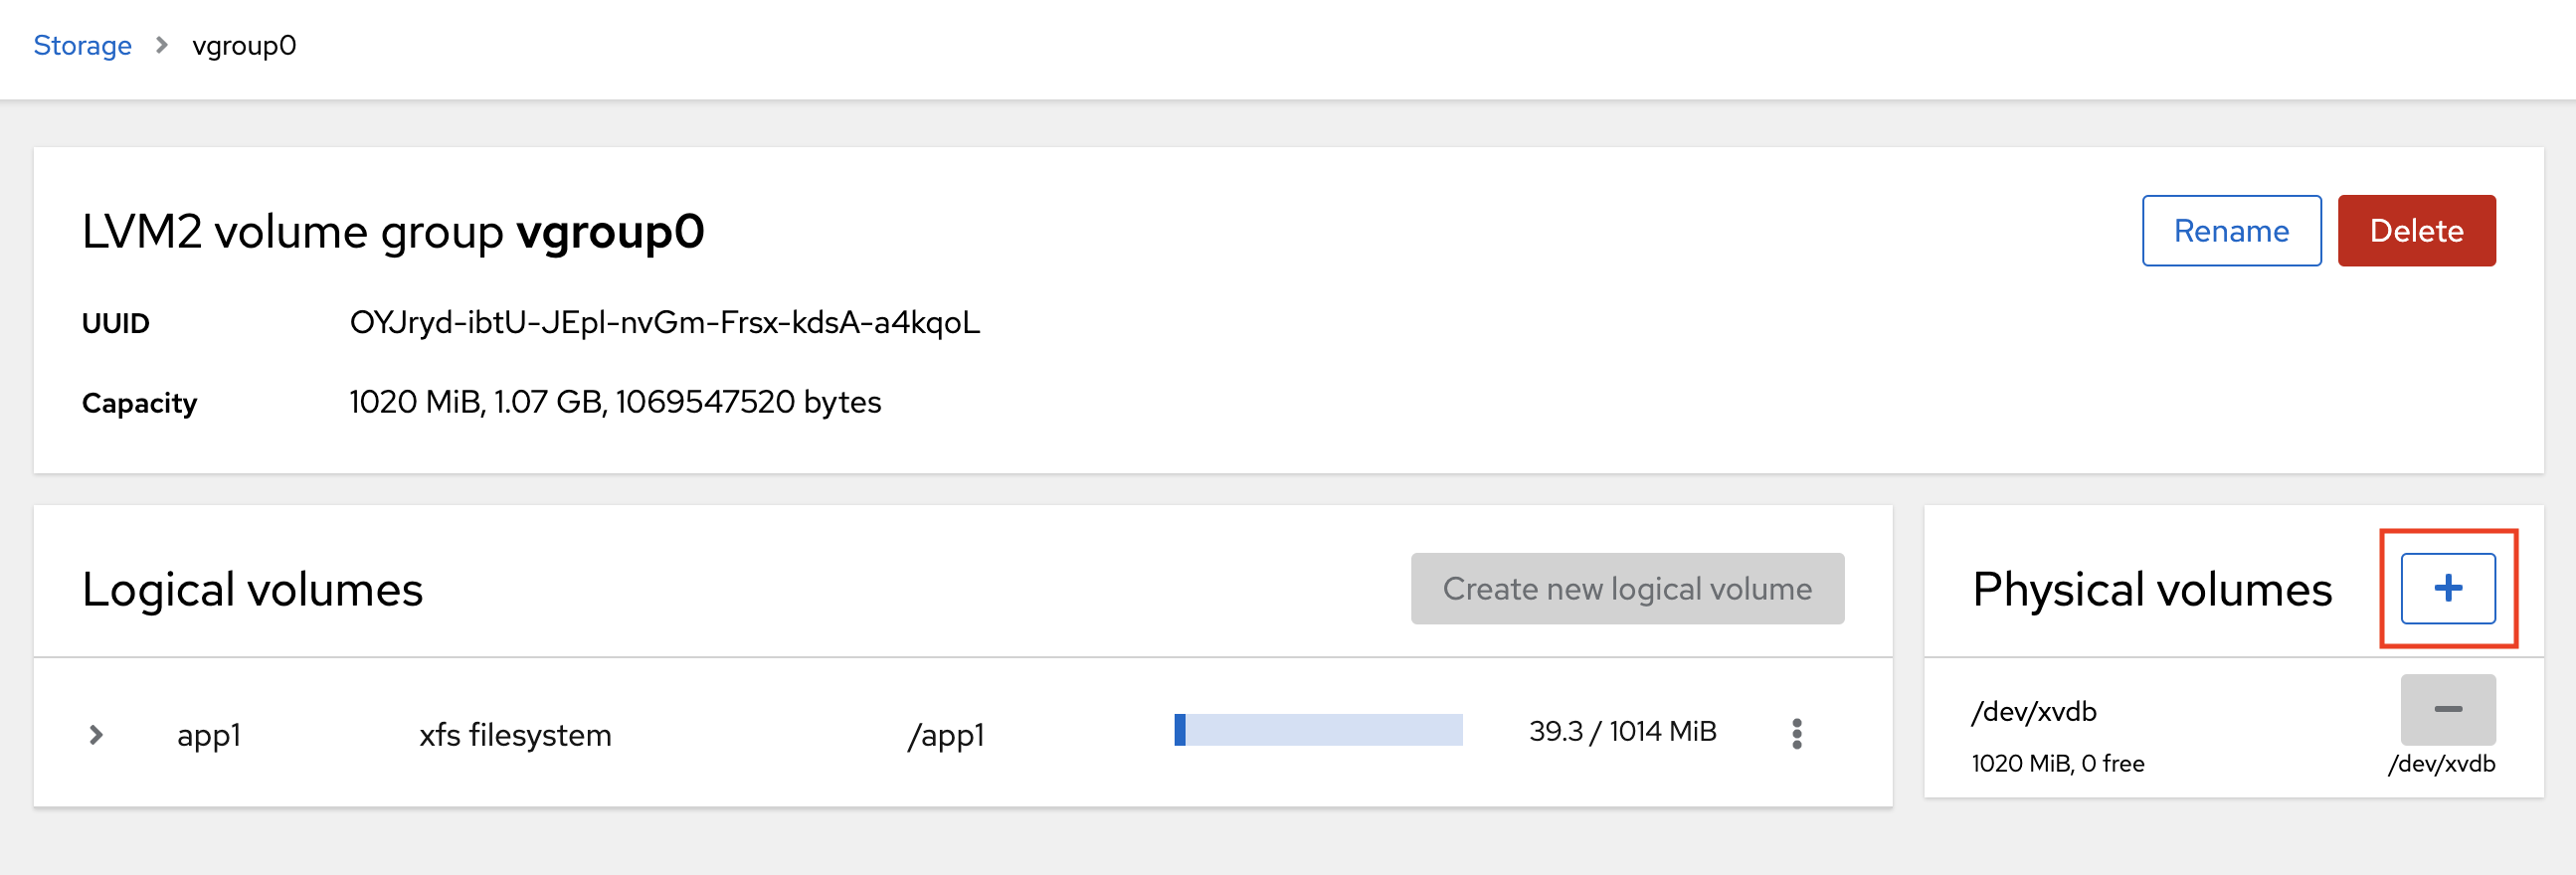 Storage > vgroup0
LVM2 volume group vgroup0
Rename
Delete
UUID OYJryd-ibtU-JEpl-nvGm-Frsx-kdsA-a4kqoL
Capacity 1020 MiB, 1.07 GB, 1069547520 bytes
Logical volumes
Create new logical volume
app1 xfs filesystem /app1 39.3 / 1014 MiB
Physical volumes
+
/dev/xvdb
1020 MiB, 0 free
−
/dev/xvdb